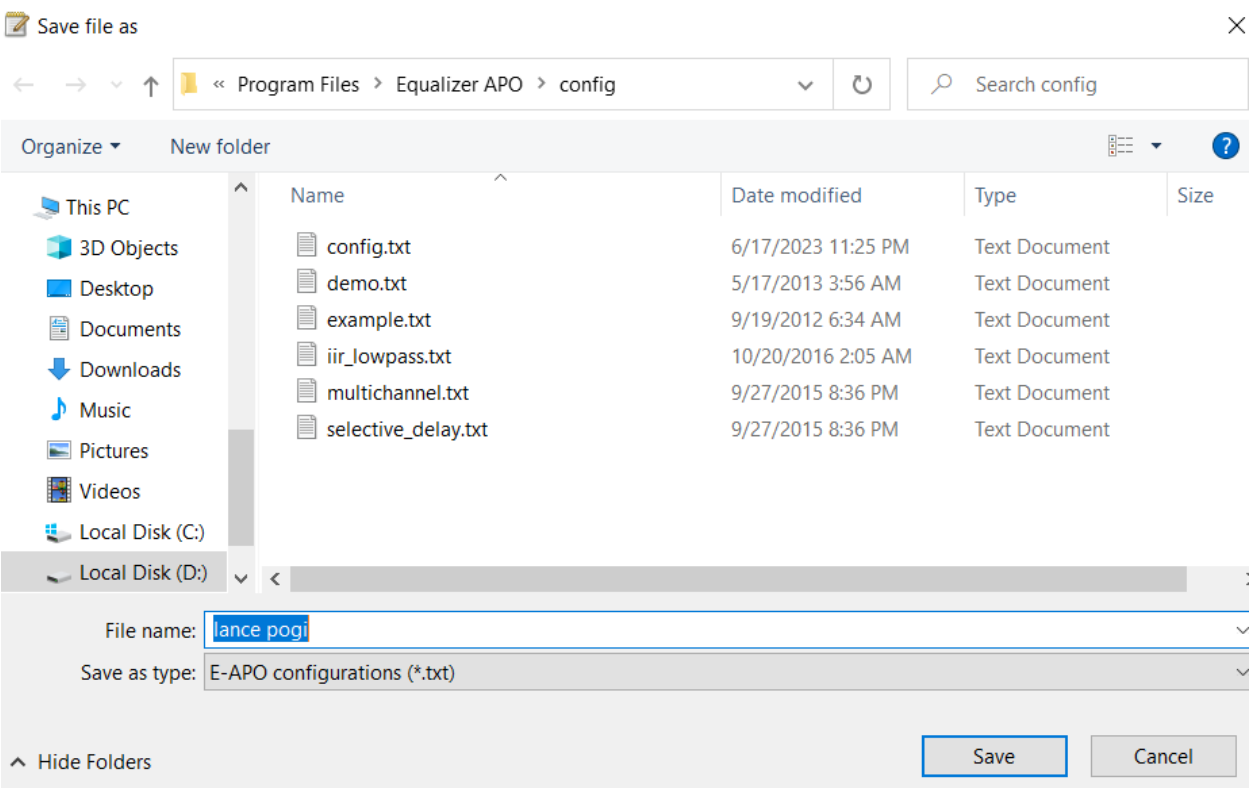 Save file as
« Program Files > Equalizer APO > config
Search config
Organize
New folder
?
Name Date modified Type Size
This PC
3D Objects
Desktop
Documents
Downloads
Music
Pictures
Videos
Local Disk (C:)
Local Disk (D:)
config.txt 6/17/2023 11:25 PM Text Document
demo.txt 5/17/2013 3:56 AM Text Document
example.txt 9/19/2012 6:34 AM Text Document
iir_lowpass.txt 10/20/2016 2:05 AM Text Document
multichannel.txt 9/27/2015 8:36 PM Text Document
selective_delay.txt 9/27/2015 8:36 PM Text Document
File name: lance pogi
Save as type: E-APO configurations (*.txt)
Hide Folders
Save
Cancel